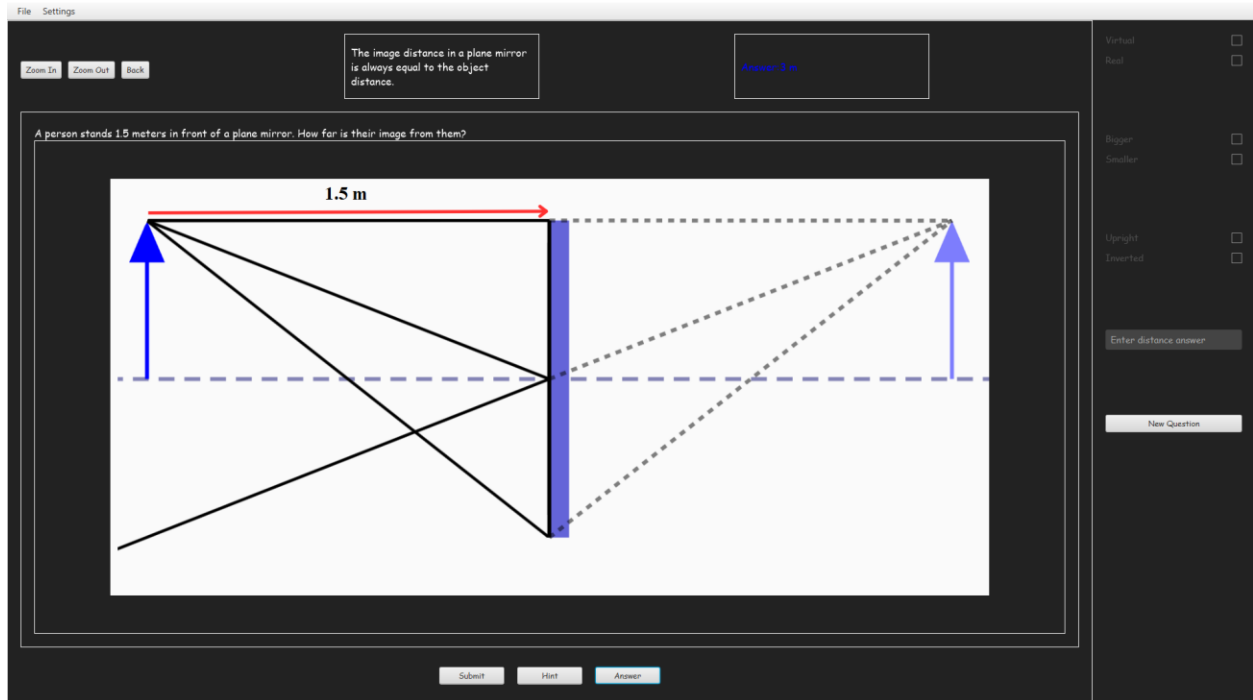 File Settings
Zoom In Zoom Out Back
The image distance in a plane mirror
is always equal to the object
distance.
Answer 3 m
A person stands 1.5 meters in front of a plane mirror. How far is their image from them?
1.5 m
Virtual
Real
Bigger
Smaller
Upright
Inverted
Enter distance answer
New Question
Submit Hint Answer